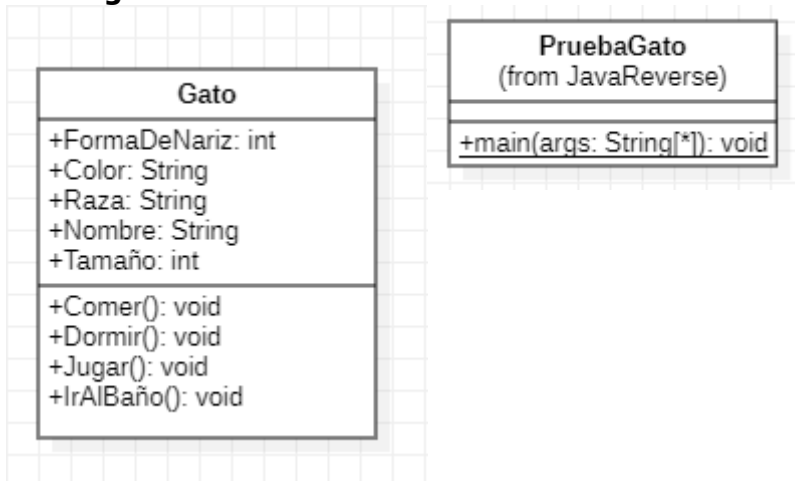 Gato
+FormaDeNariz: int
+Color: String
+Raza: String
+Nombre: String
+Tamaño: int
+Comer(): void
+Dormir(): void
+Jugar(): void
+IrAlBaño(): void
PruebaGato
(from JavaReverse)
+main(args: String[*]): void